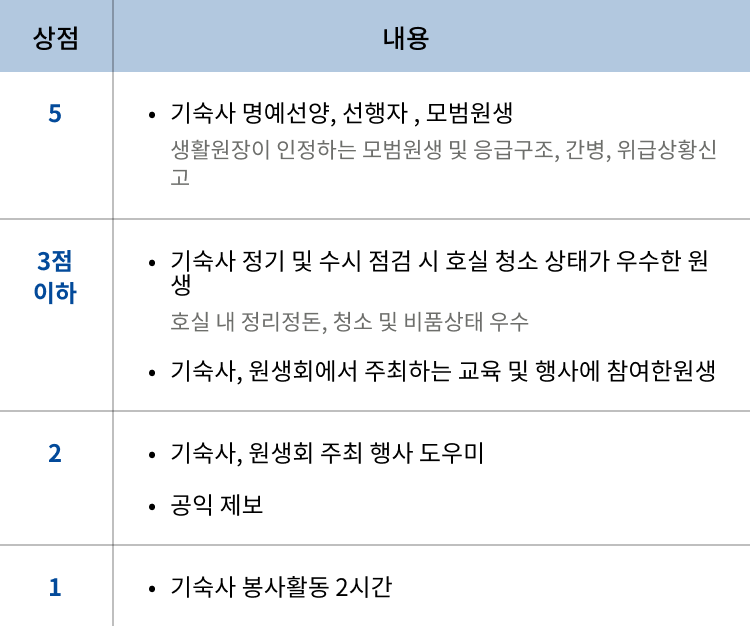 상점 내용
5
• 기숙사 명예선양, 선행자 , 모범원생
생활원장이 인정하는 모범원생 및 응급구조, 간병, 위급상황신
고
3점
이하
• 기숙사 정기 및 수시 점검 시 호실 청소 상태가 우수한 원
생
호실 내 정리정돈, 청소 및 비품상태 우수
• 기숙사, 원생회에서 주최하는 교육 및 행사에 참여한원생
2
• 기숙사, 원생회 주최 행사 도우미
• 공익 제보
1
• 기숙사 봉사활동 2시간